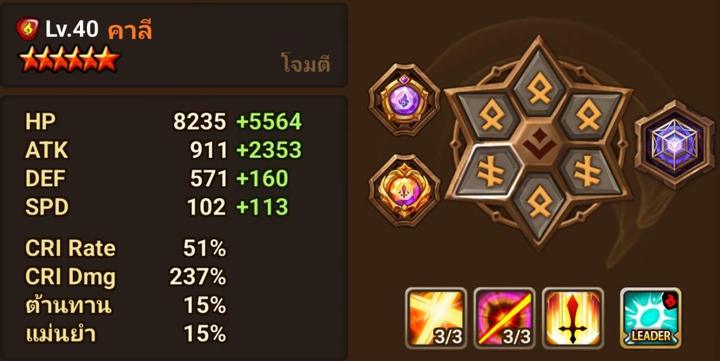 Lv.40 คาลี
โจมตี
HP 8235 +5564
ATK 911 +2353
DEF 571 +160
SPD 102 +113
CRI Rate 51%
CRI Dmg 237%
ต้านทาน 15%
แม่นยำ 15%
3/3 3/3 LEADER